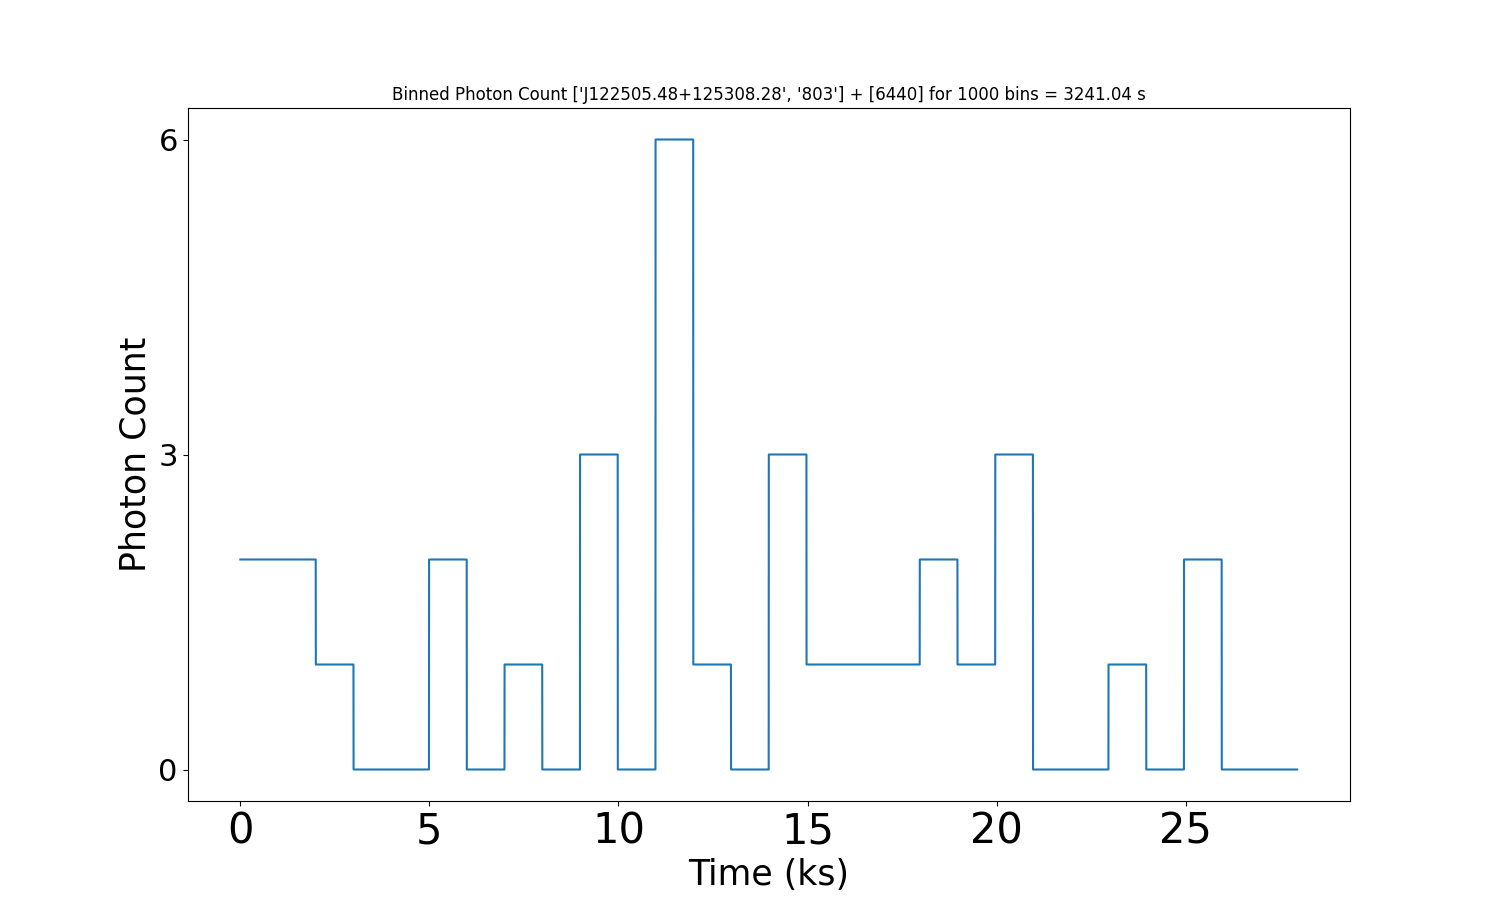 Binned Photon Count ['J122505.48+125308.28', '803'] + [6440] for 1000 bins = 3241.04 s
6
3
0
Photon Count
0 5 10 15 20 25
Time (ks)